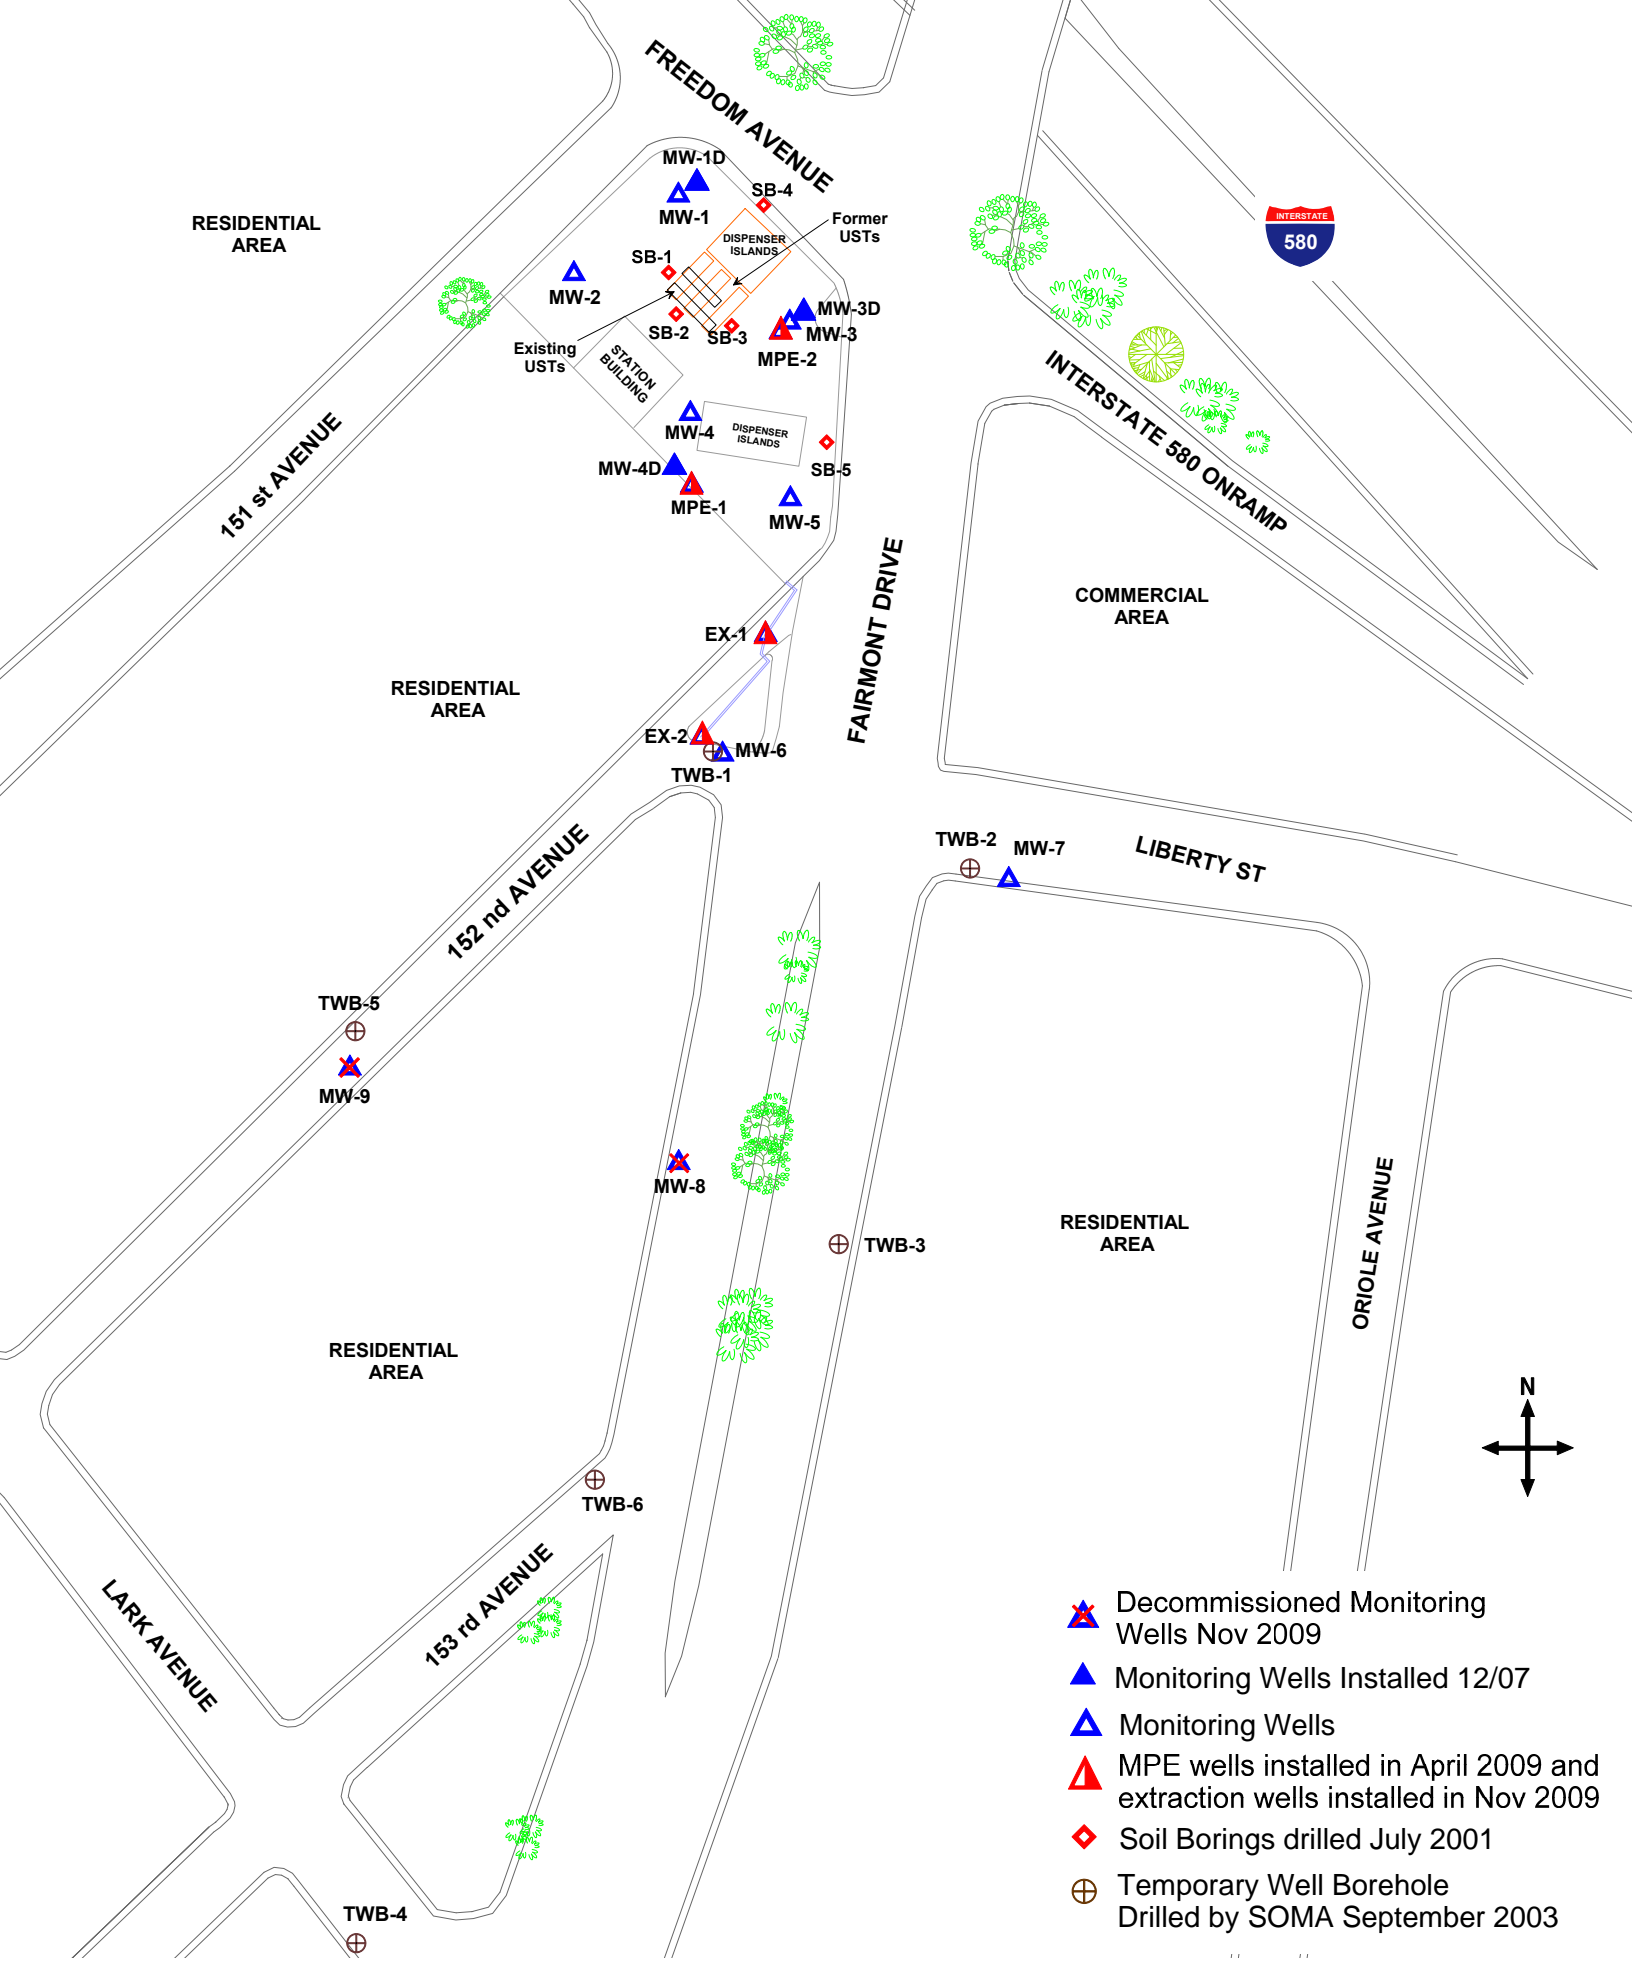 FREEDOM AVENUE
MW-1D
SB-4
MW-1
Former
USTs
RESIDENTIAL
AREA
INTERSTATE
580
DISPENSER
ISLANDS
SB-1
MW-2
MW-3D
SB-2
SB-3
MW-3
MPE-2
Existing
USTs
STATION
BUILDING
INTERSTATE 580 ONRAMP
MW-4
DISPENSER
ISLANDS
151 st AVENUE
MW-4D
SB-5
MPE-1
MW-5
FAIRMONT DRIVE
COMMERCIAL
AREA
EX-1
RESIDENTIAL
AREA
EX-2
MW-6
TWB-1
152 nd AVENUE
TWB-2
MW-7
LIBERTY ST
TWB-5
MW-9
MW-8
TWB-3
RESIDENTIAL
AREA
ORIOLE AVENUE
RESIDENTIAL
AREA
N
TWB-6
LARK AVENUE
153 rd AVENUE
TWB-4
Decommissioned Monitoring
Wells Nov 2009
Monitoring Wells Installed 12/07
Monitoring Wells
MPE wells installed in April 2009 and
extraction wells installed in Nov 2009
Soil Borings drilled July 2001
Temporary Well Borehole
Drilled by SOMA September 2003